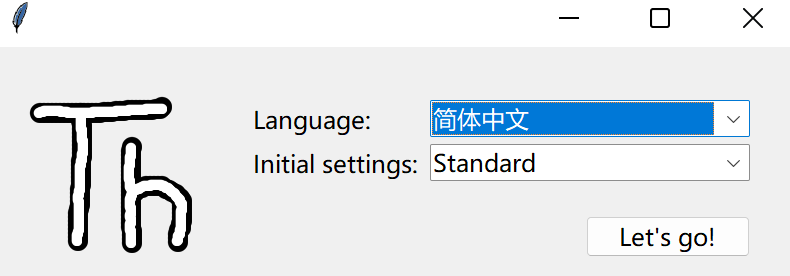 Th
Language:
简体中文
Initial settings:
Standard
Let's go!